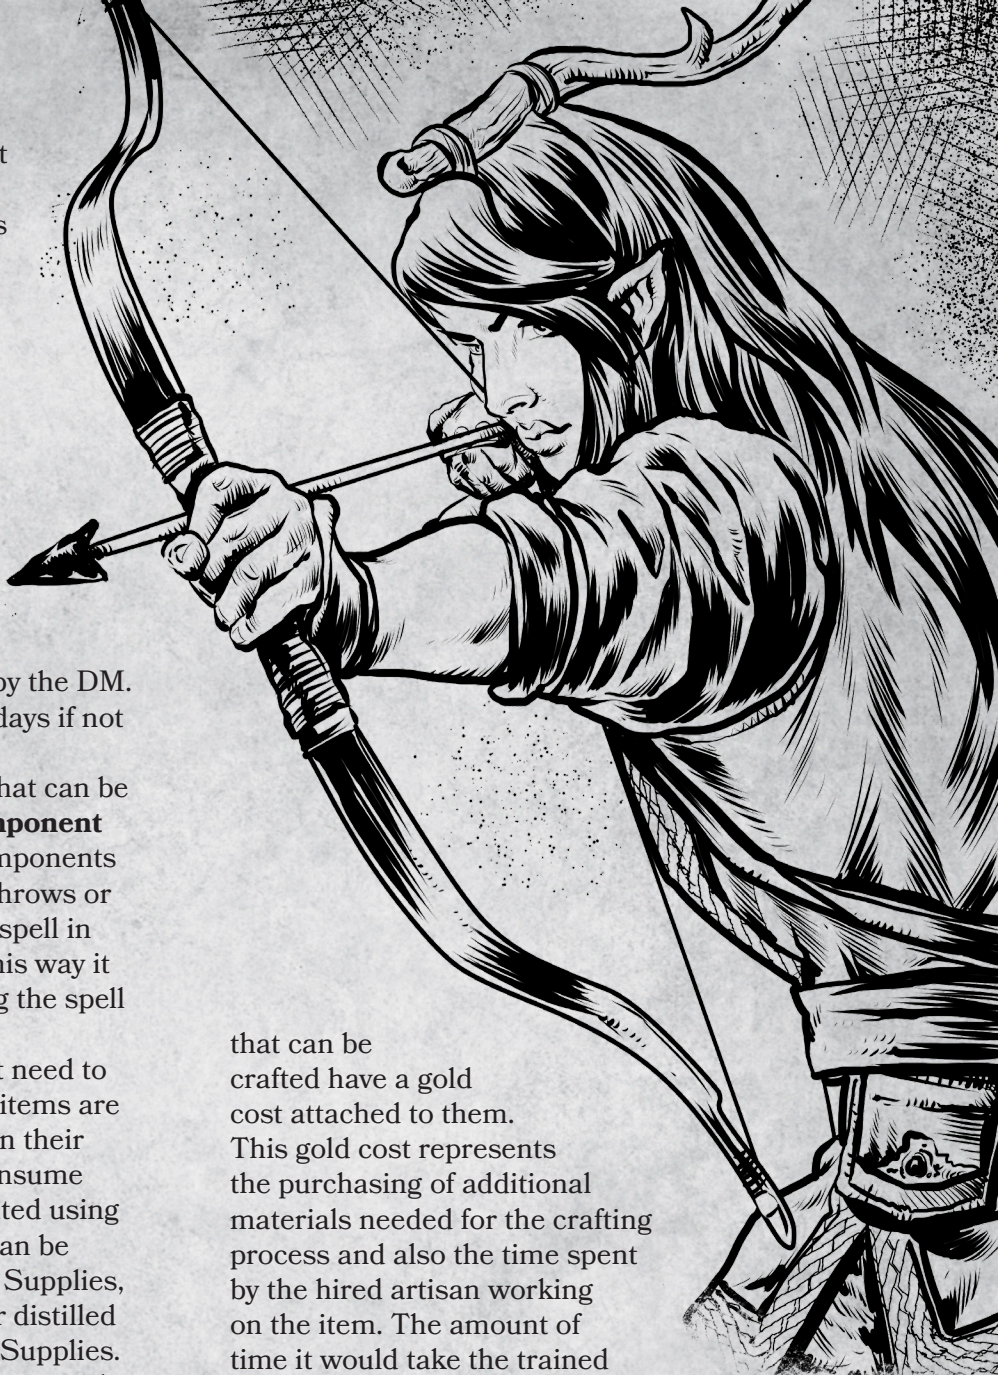 t
s
by the DM.
days if not
hat can be
mponent
mponents
hrows or
spell in
his way it
g the spell
t need to
items are
n their
nsume
ted using
an be
Supplies,
r distilled
Supplies.
that can be
crafted have a gold
cost attached to them.
This gold cost represents
the purchasing of additional
materials needed for the crafting
process and also the time spent
by the hired artisan working
on the item. The amount of
time it would take the trained